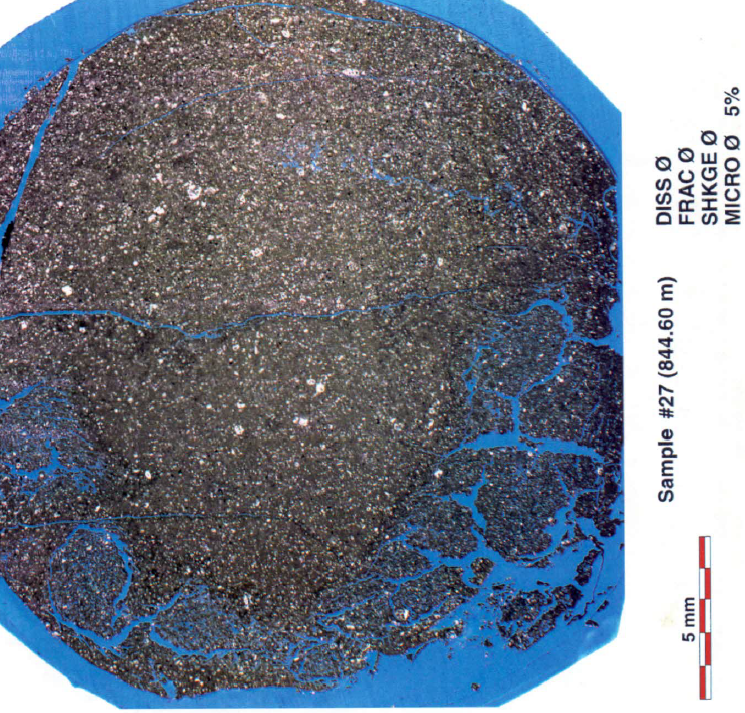 DISS Ø
FRAC Ø
SHKGE Ø
MICRO Ø 5%
Sample #27 (844.60 m)
5 mm